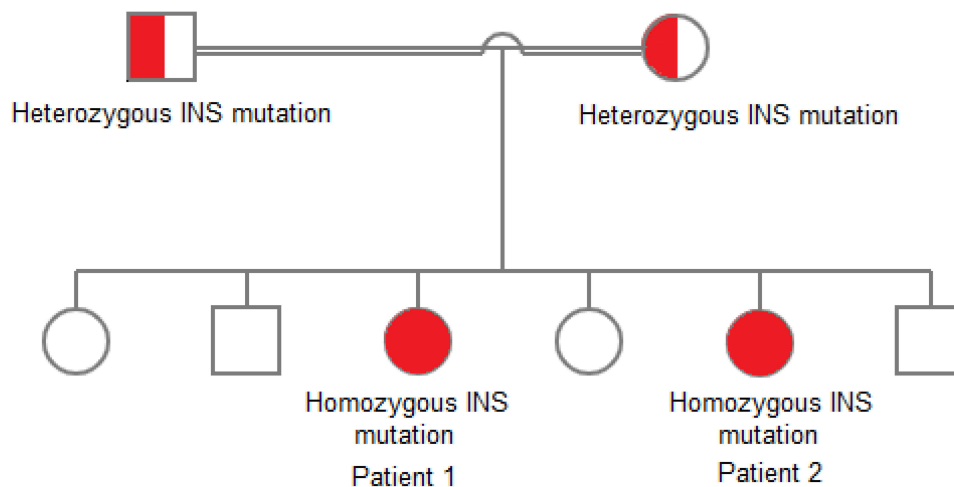 Heterozygous INS mutation
Heterozygous INS mutation
Homozygous INS
mutation
Patient 1
Homozygous INS
mutation
Patient 2